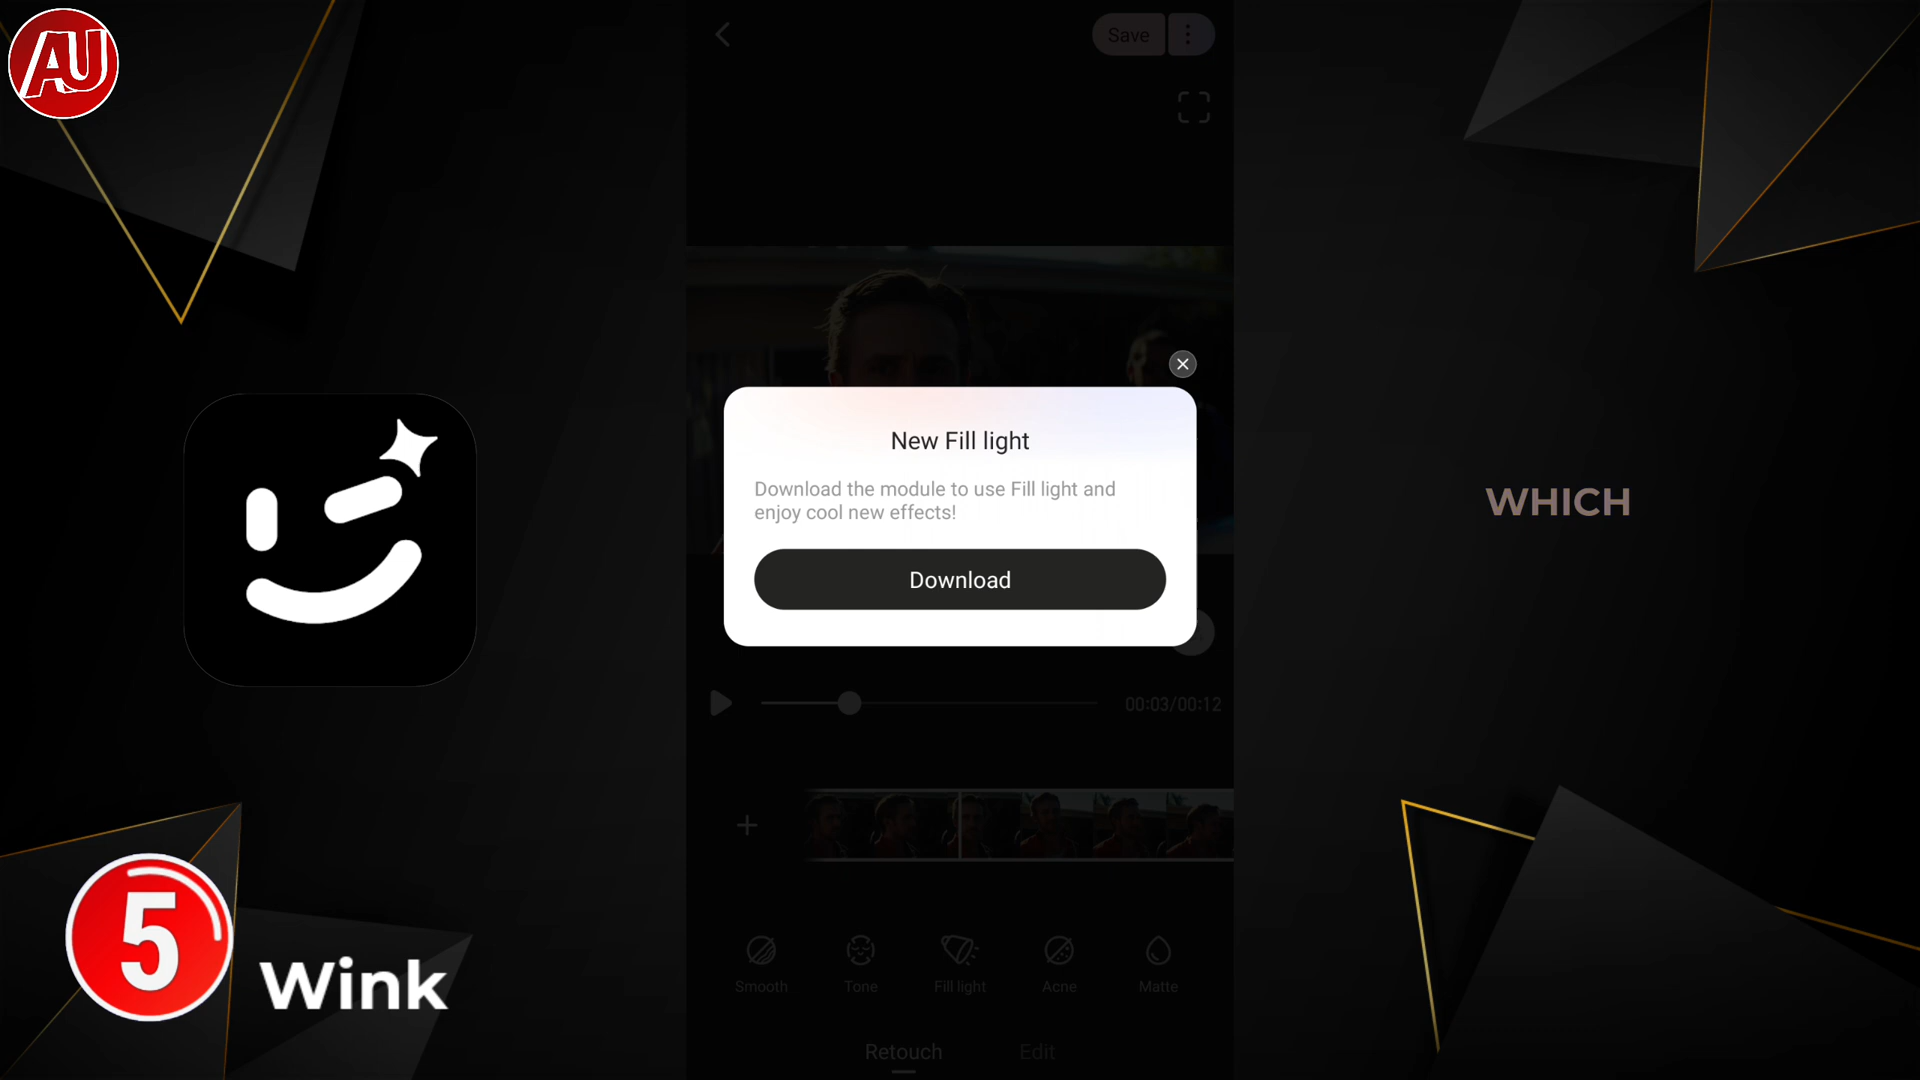 AU
Save
New Fill light
Download the module to use Fill light and
enjoy cool new effects!
Download
WHICH
00:03/00:12
Smooth
Tone
Fill light
Acne
Matte
5
Wink
Retouch
Edit